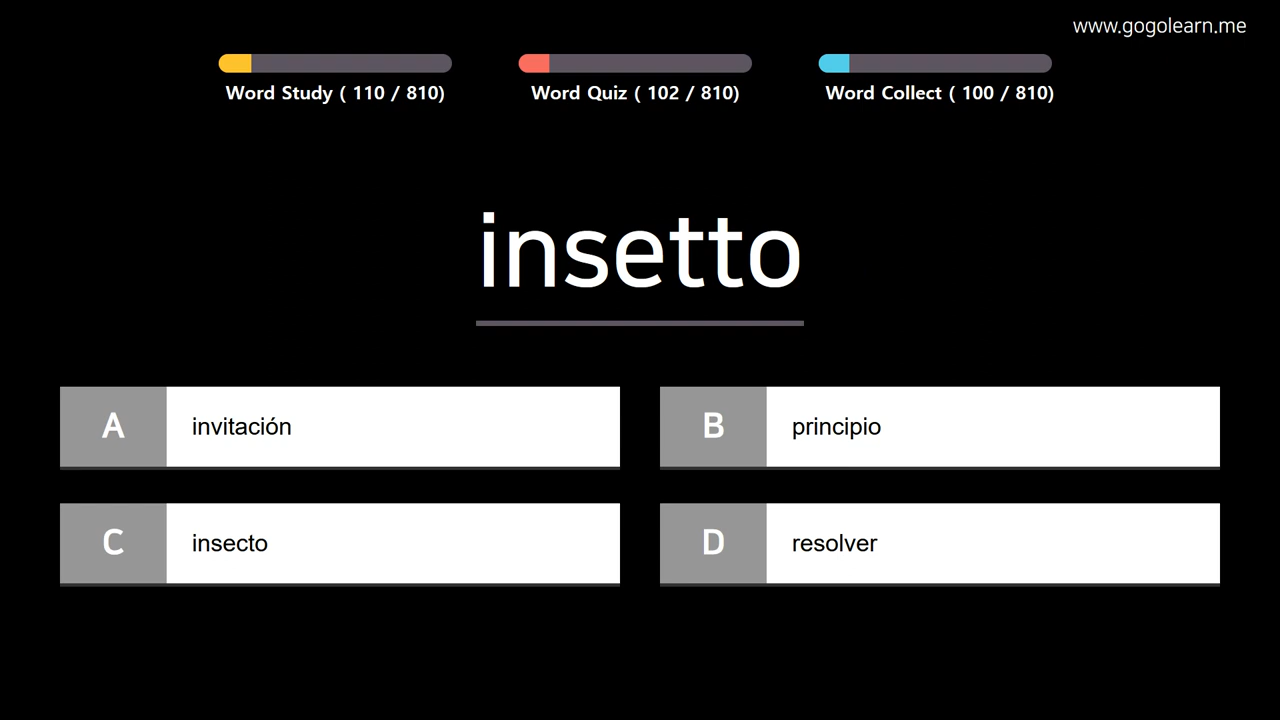 www.gogolearn.me
Word Study ( 110 / 810)
Word Quiz ( 102 / 810)
Word Collect ( 100 / 810)
insetto
A invitación
B principio
C insecto
D resolver